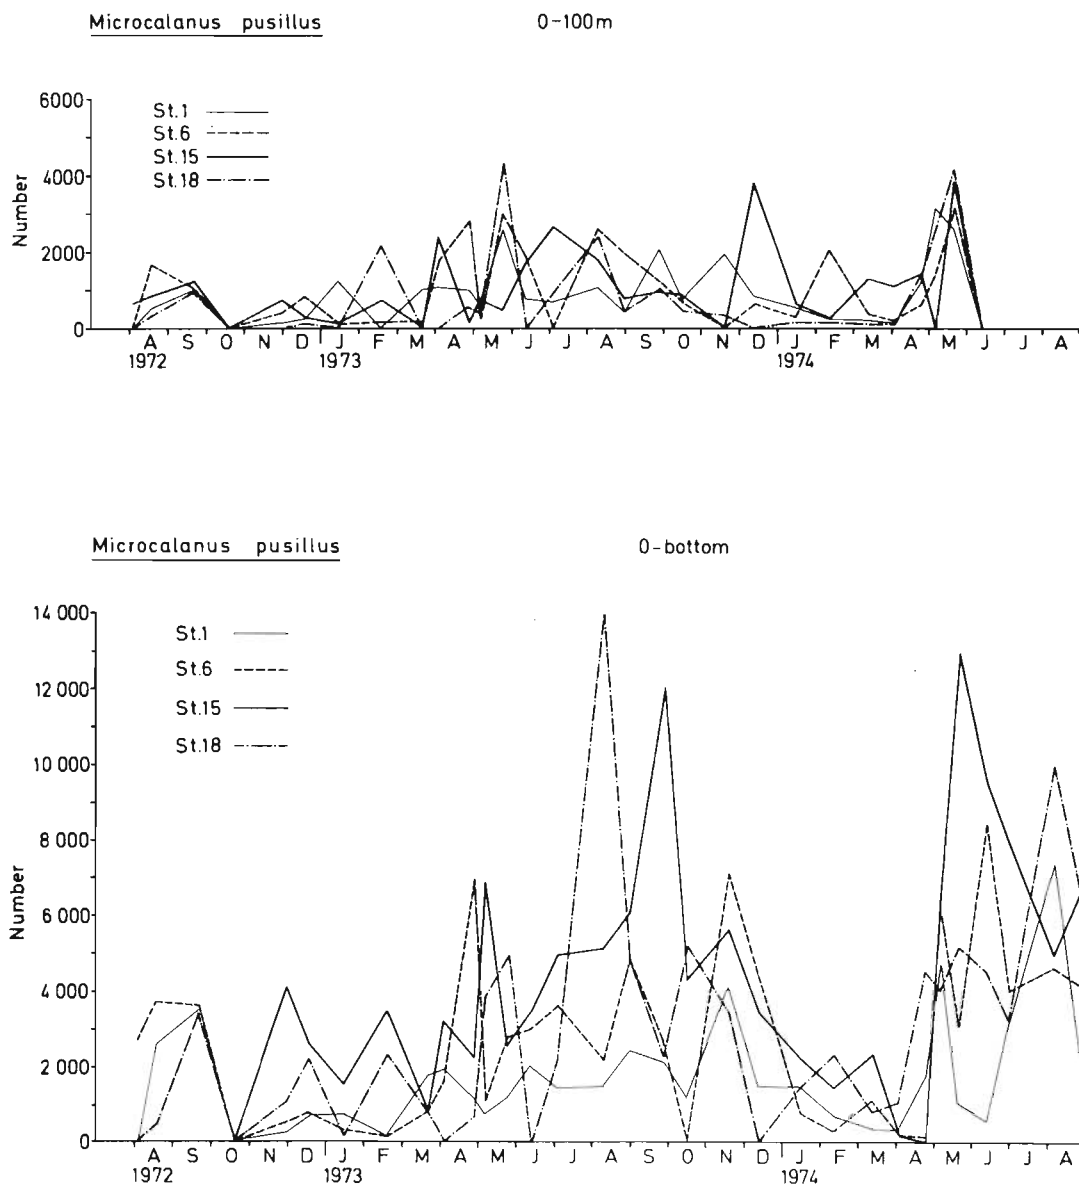 Microcalanus pusillus 0-100m
6000
St.1
St.6
4000
St.15
St.18
Number
2000
0
A S O N D J F M A M J J A S O N D J F M A M J J A
1972 1973 1974
Microcalanus pusillus 0-bottom
14 000
St.1
St.6
12 000
St.15
St.18
10 000
8 000
Number
6 000
4 000
2 000
0
A S O N D J F M A M J J A S O N D J F M A M J J A
1972 1973 1974